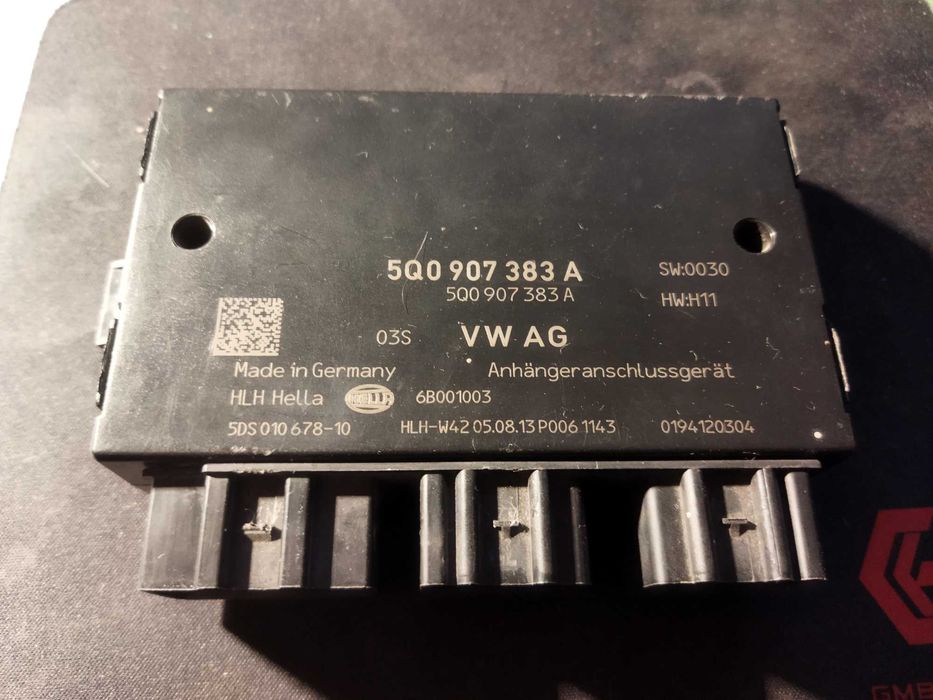 5Q0 907 383 A SW:0030
5Q0 907 383 A HW:H11
03S VW AG
Made in Germany Anhängeranschlussgerät
HLH Hella HELLA 6B001003
5DS 010 678-10 HLH-W42 05.08.13 P006 1143 0194120304
GME